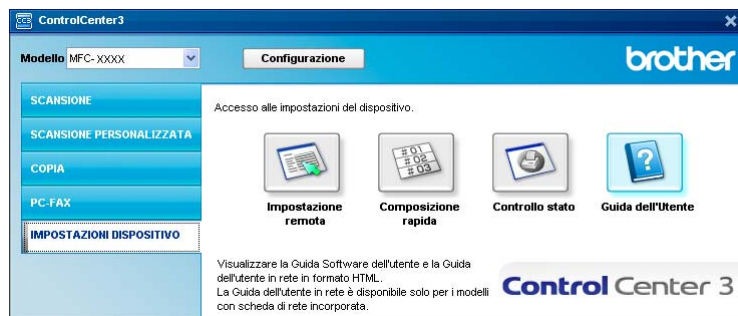 ControlCenter3
Modello MFC- XXXX
Configurazione
brother
SCANSIONE
SCANSIONE PERSONALIZZATA
COPIA
PC-FAX
IMPOSTAZIONI DISPOSITIVO
Accesso alle impostazioni del dispositivo.
#01
#02
#03
?
Impostazione
remota
Composizione
rapida
Controllo stato
Guida dell'Utente
Visualizzare la Guida Software dell'utente e la Guida
dell'utente in rete in formato HTML.
La Guida dell'utente in rete è disponibile solo per i modelli
con scheda di rete incorporata.
Control Center 3